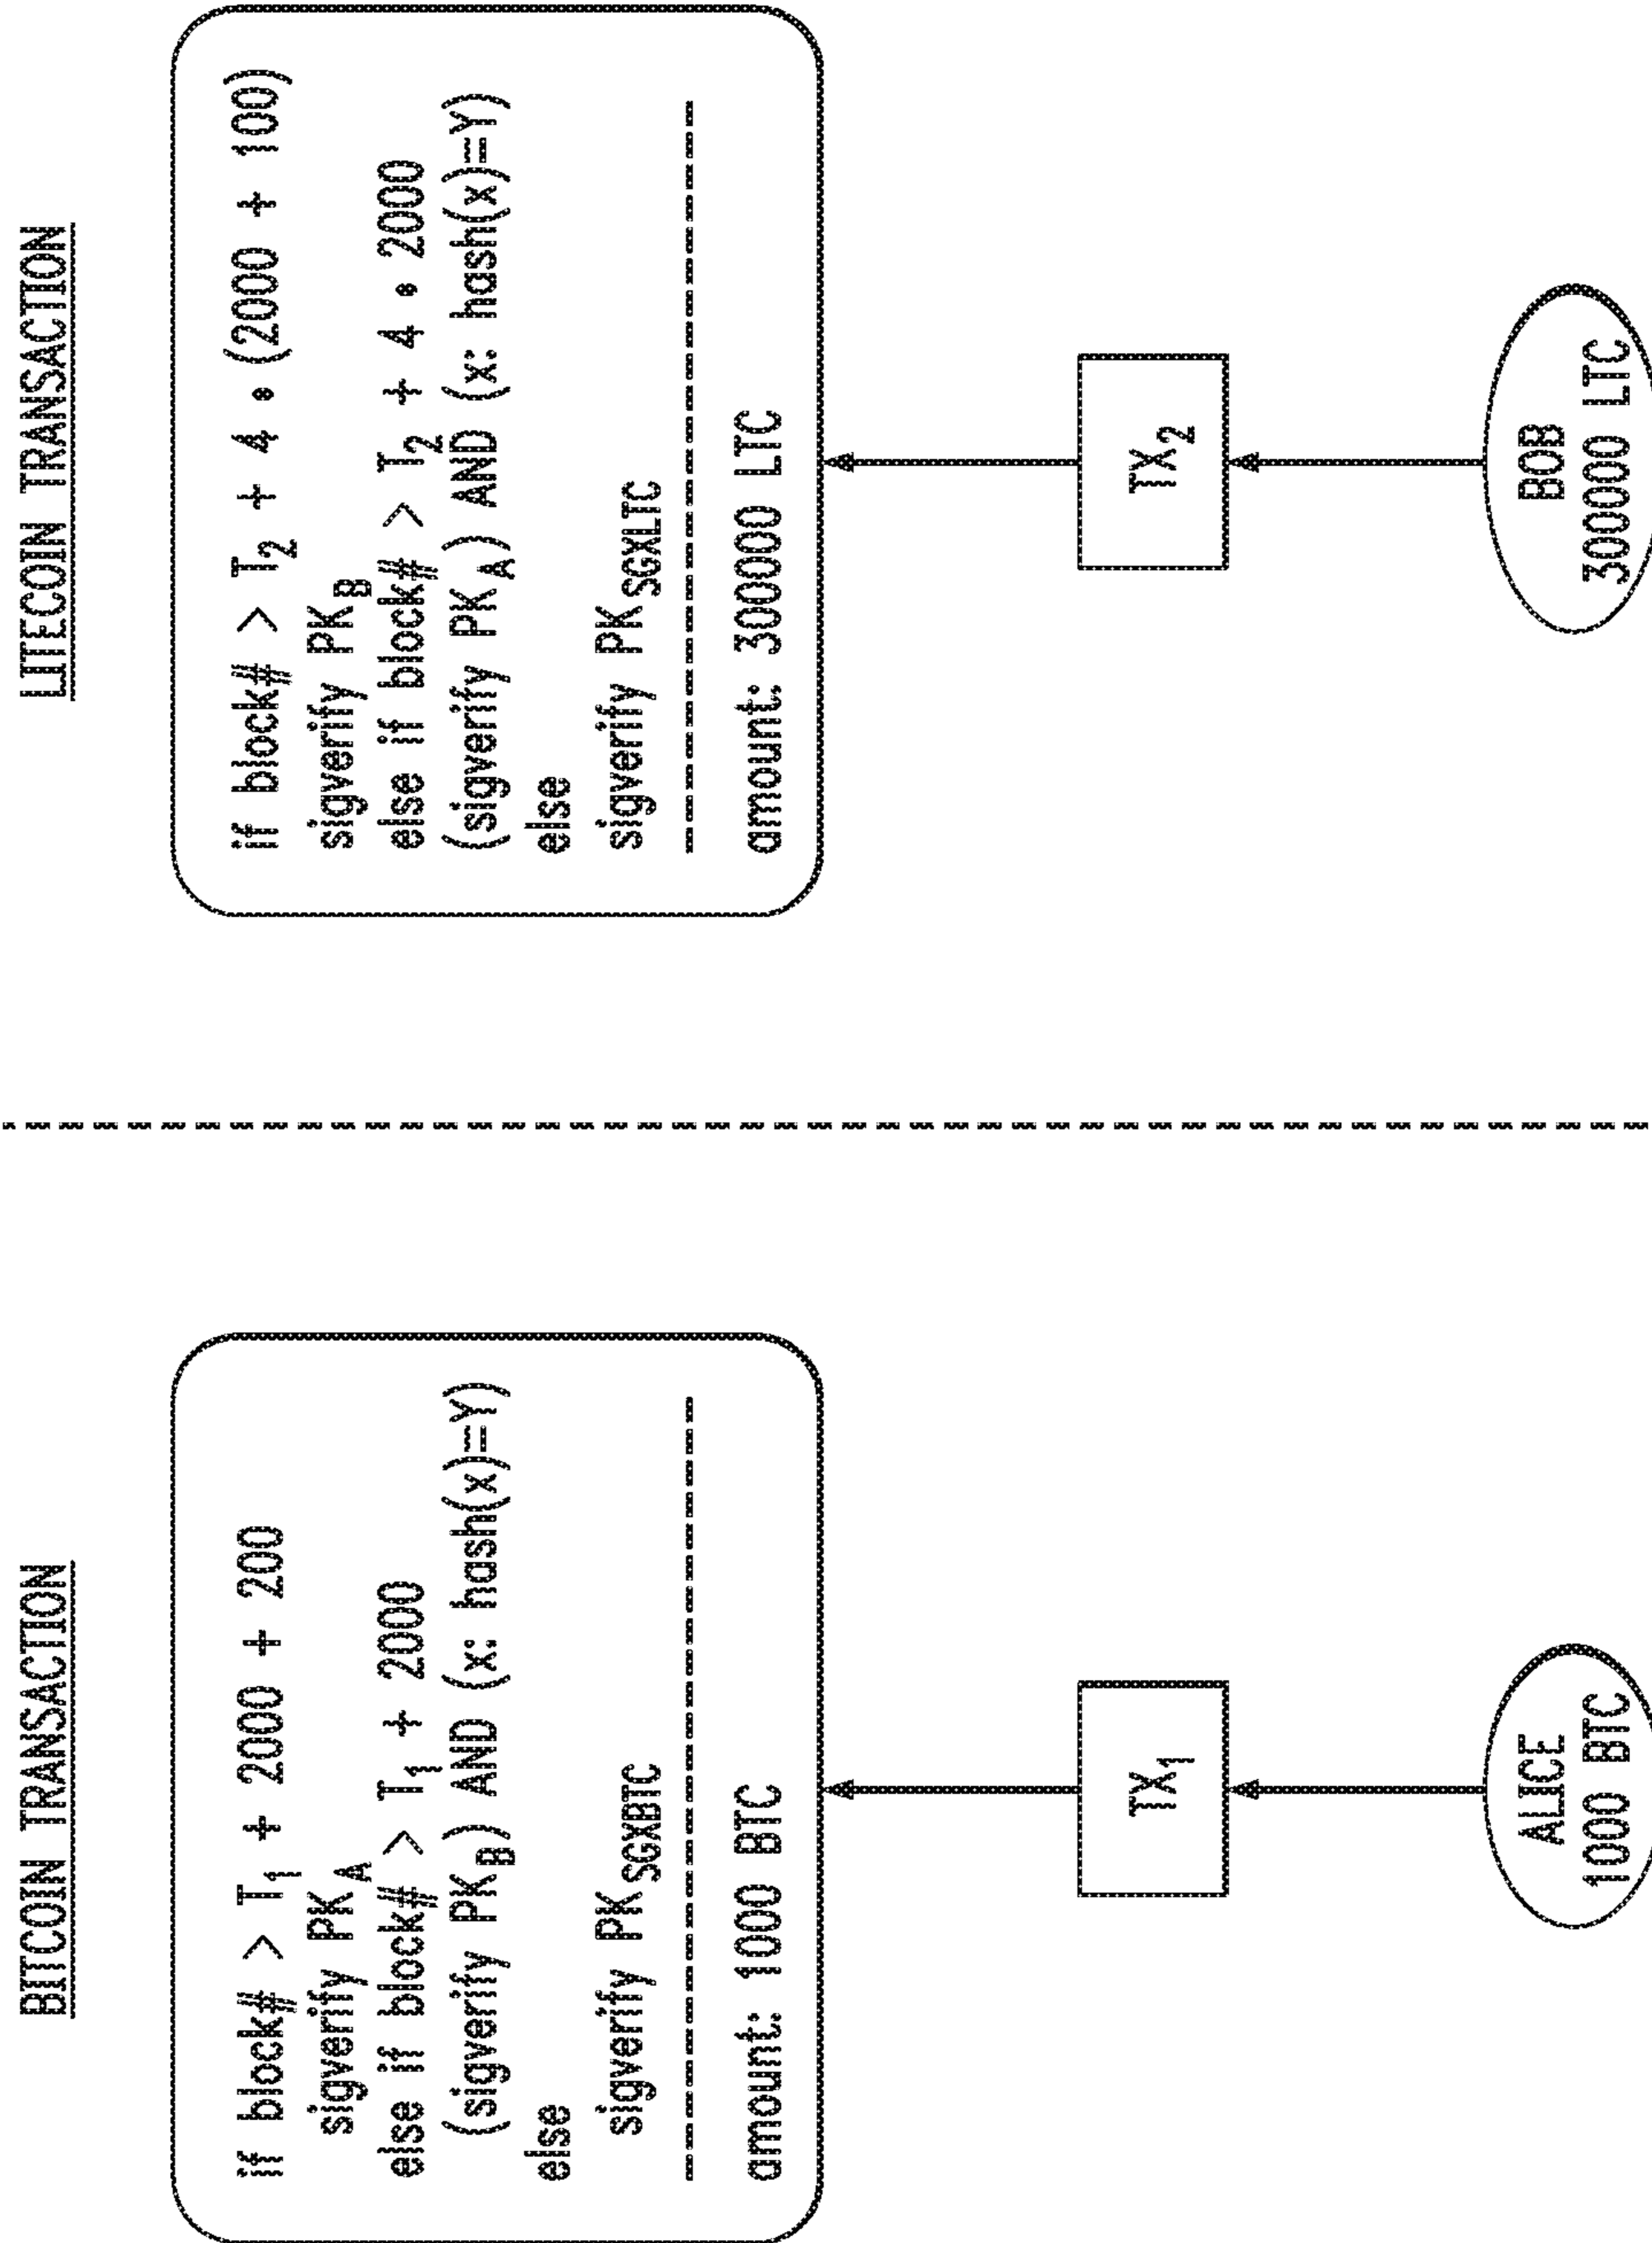 BITCOIN TRANSACTION
if block# > T1 + 2000 + 200
sigverify PKA
else if block# > T1 + 2000
(sigverify PKB) AND (x: hash(x)=Y)
else
sigverify PKSGXBTC
amount: 1000 BTC
TX1
ALICE
1000 BTC
LITECOIN TRANSACTION
if block# > T2 + 4 • (2000 + 100)
sigverify PKB
else if block# > T2 + 4 • 2000
(sigverify PKA) AND (x: hash(x)=Y)
else
sigverify PKSGXLTC
amount: 300000 LTC
TX2
BOB
300000 LTC